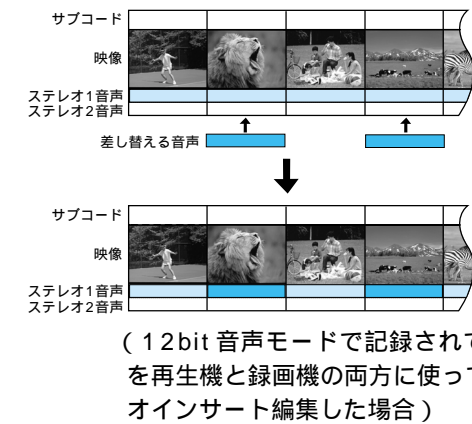 サブコード
映像
ステレオ1音声
ステレオ2音声
差し替える音声
サブコード
映像
ステレオ1音声
ステレオ2音声
(12bit 音声モードで記録されて
を再生機と録画機の両方に使って
オインサート編集した場合)